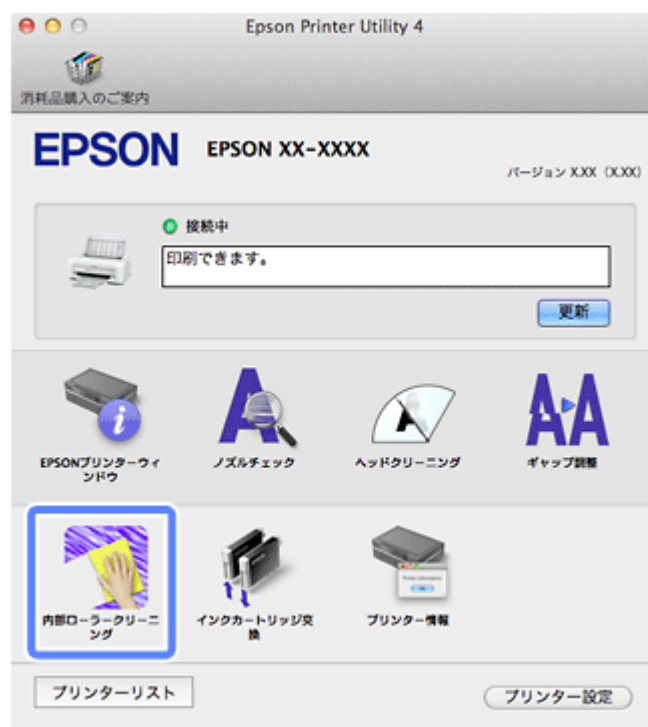 Epson Printer Utility 4
消耗品購入のご案内
EPSON EPSON XX-XXXX
バージョン X.XX (X.XX)
接続中
印刷できます。
更新
EPSONプリンターウィ
ンドウ
ノズルチェック
ヘッドクリーニング
ギャップ調整
内部ローラークリーニ
ング
インクカートリッジ交
換
プリンター情報
プリンターリスト
プリンター設定